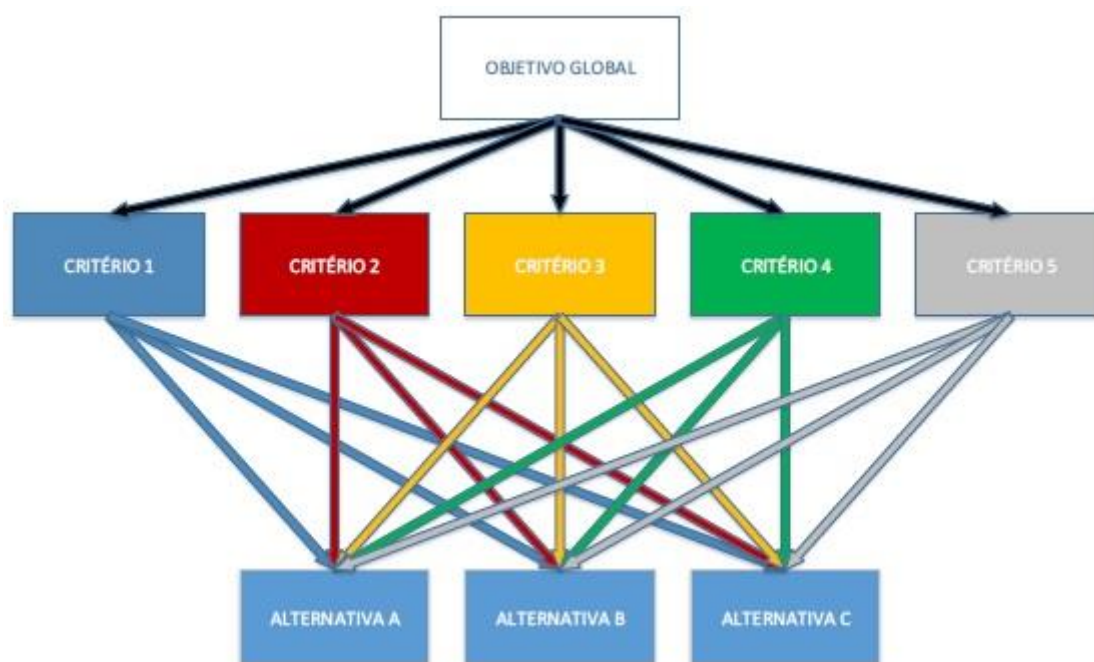 OBJETIVO GLOBAL
CRITÉRIO 1
CRITÉRIO 2
CRITÉRIO 3
CRITÉRIO 4
CRITÉRIO 5
ALTERNATIVA A
ALTERNATIVA B
ALTERNATIVA C